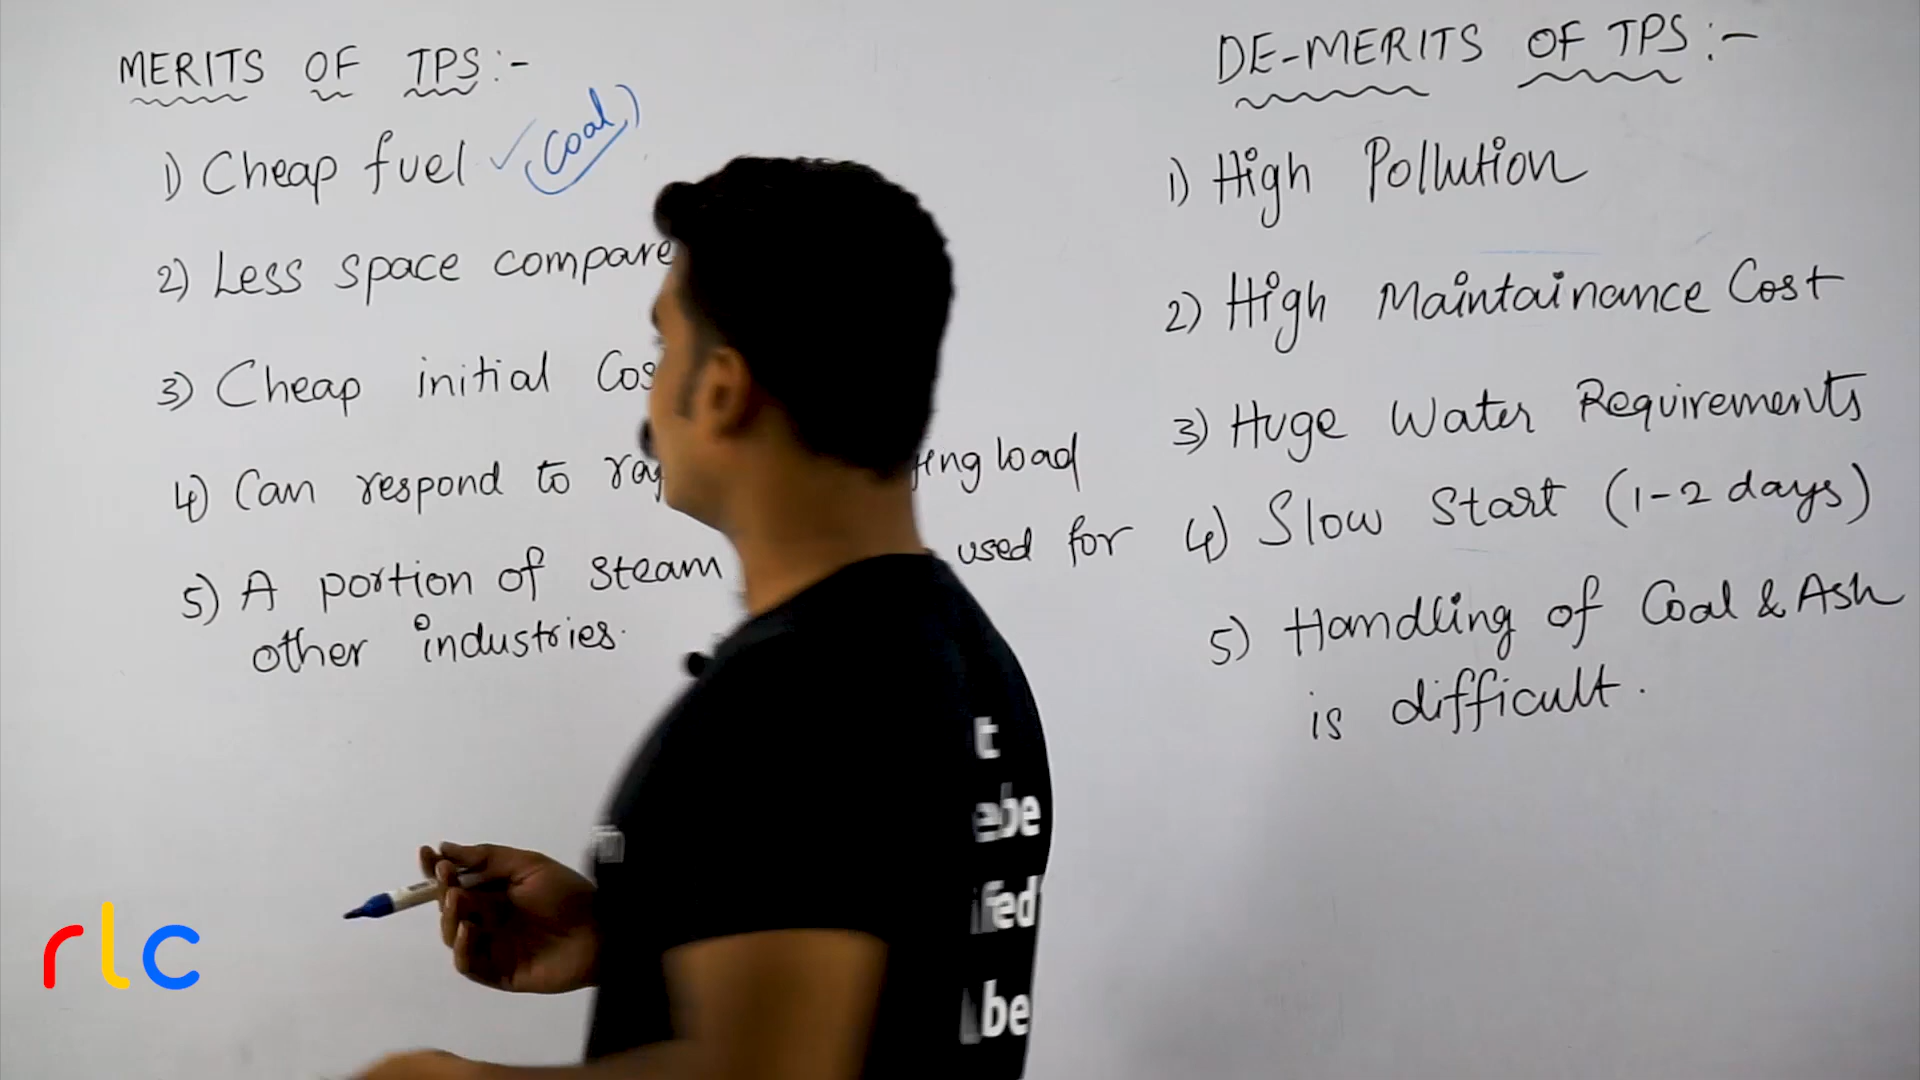 MERITS OF TPS:-
1) Cheap fuel ✓ (Coal)
2) Less space compare
3) Cheap initial Cos
4) Can respond to load
5) A portion of steam used for
other industries.
DE-MERITS OF TPS:-
1) High Pollution
2) High Maintainance Cost
3) Huge Water Requirements
4) Slow Start (1-2 days)
5) Handling of Coal & Ash
is difficult.
rlc
be